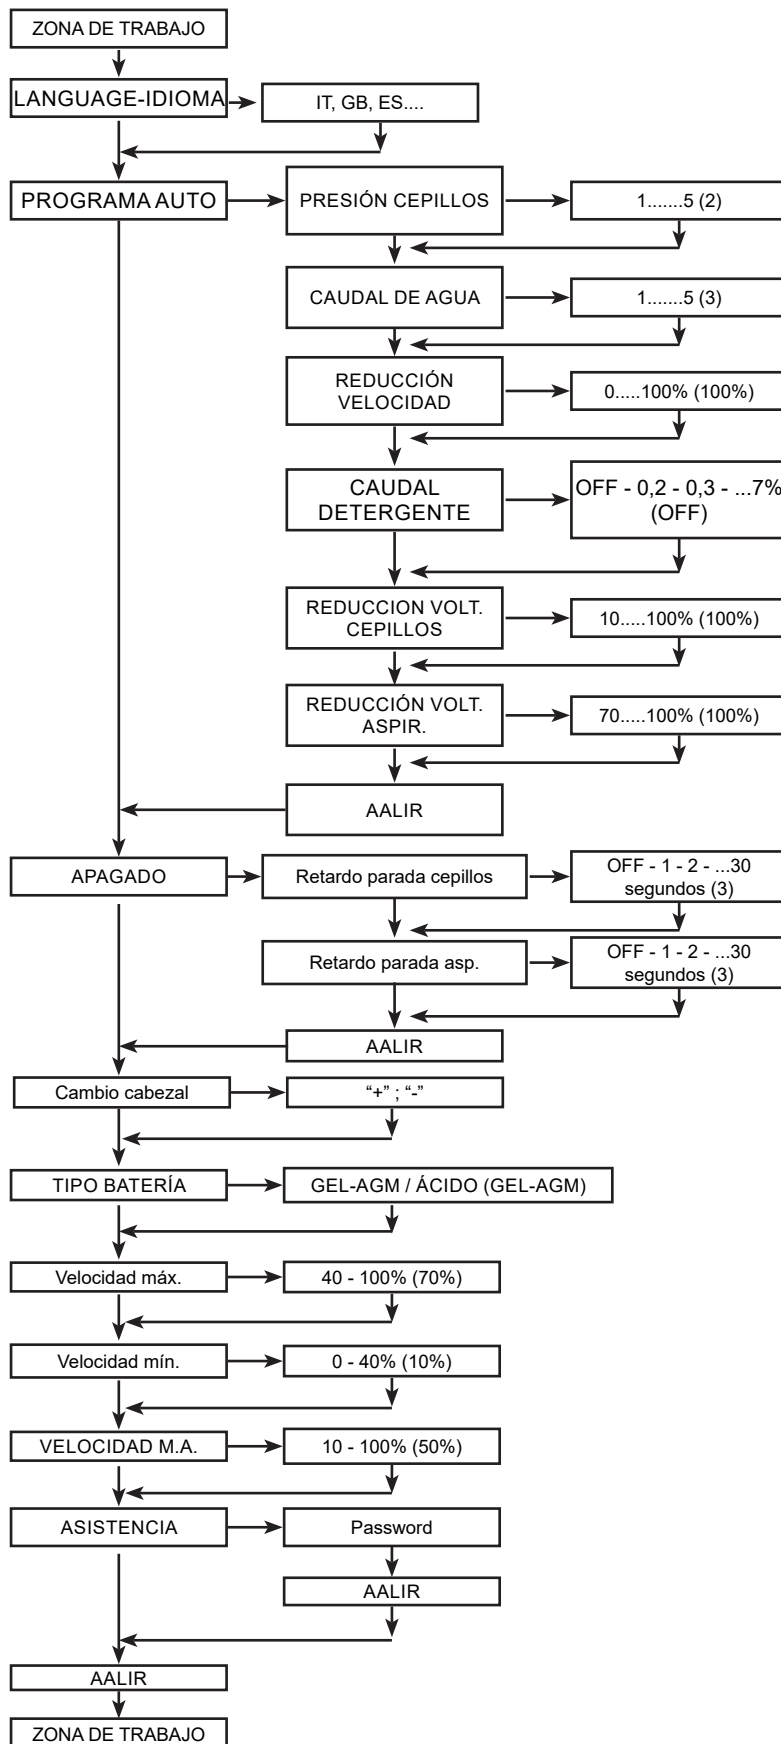 ZONA DE TRABAJO
LANGUAGE-IDIOMA
IT, GB, ES....
PROGRAMA AUTO
PRESIÓN CEPILLOS
1.......5 (2)
CAUDAL DE AGUA
1.......5 (3)
REDUCCIÓN
VELOCIDAD
0.....100% (100%)
CAUDAL
DETERGENTE
OFF - 0,2 - 0,3 - ...7%
(OFF)
REDUCCION VOLT.
CEPILLOS
10.....100% (100%)
REDUCCIÓN VOLT.
ASPIR.
70.....100% (100%)
AALIR
APAGADO
Retardo parada cepillos
OFF - 1 - 2 - ...30
segundos (3)
Retardo parada asp.
OFF - 1 - 2 - ...30
segundos (3)
AALIR
Cambio cabezal
“+” ; “-”
TIPO BATERÍA
GEL-AGM / ÁCIDO (GEL-AGM)
Velocidad máx.
40 - 100% (70%)
Velocidad mín.
0 - 40% (10%)
VELOCIDAD M.A.
10 - 100% (50%)
ASISTENCIA
Password
AALIR
AALIR
ZONA DE TRABAJO